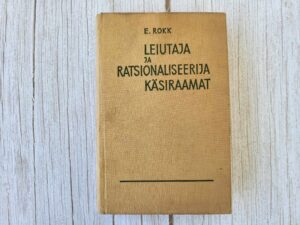 E. ROKK
LEIUTAJA
JA
RATSIONALISEERIJA
KÄSIRAAMAT